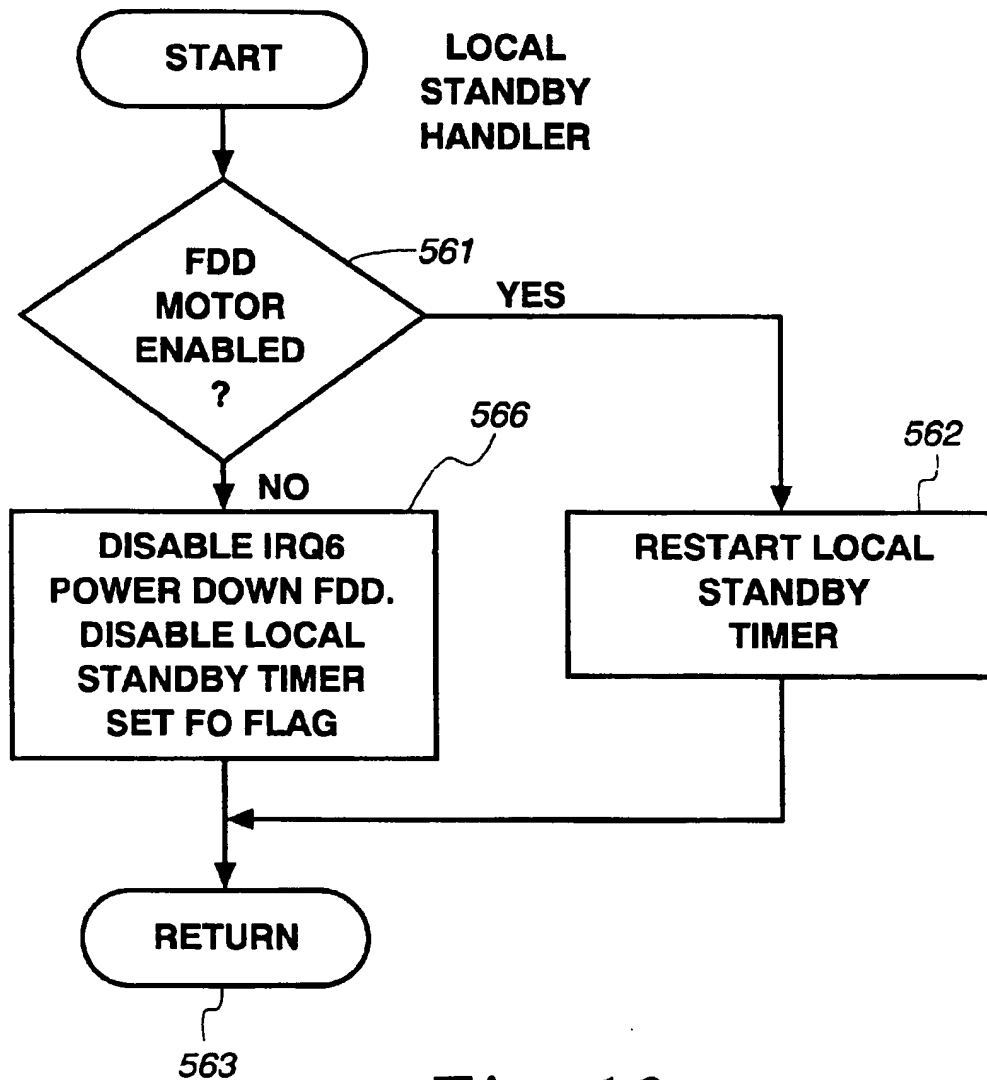 START
LOCAL
STANDBY
HANDLER
FDD
MOTOR
ENABLED
?
561
YES
NO
566
562
DISABLE IRQ6
POWER DOWN FDD.
DISABLE LOCAL
STANDBY TIMER
SET FO FLAG
RESTART LOCAL
STANDBY
TIMER
RETURN
563